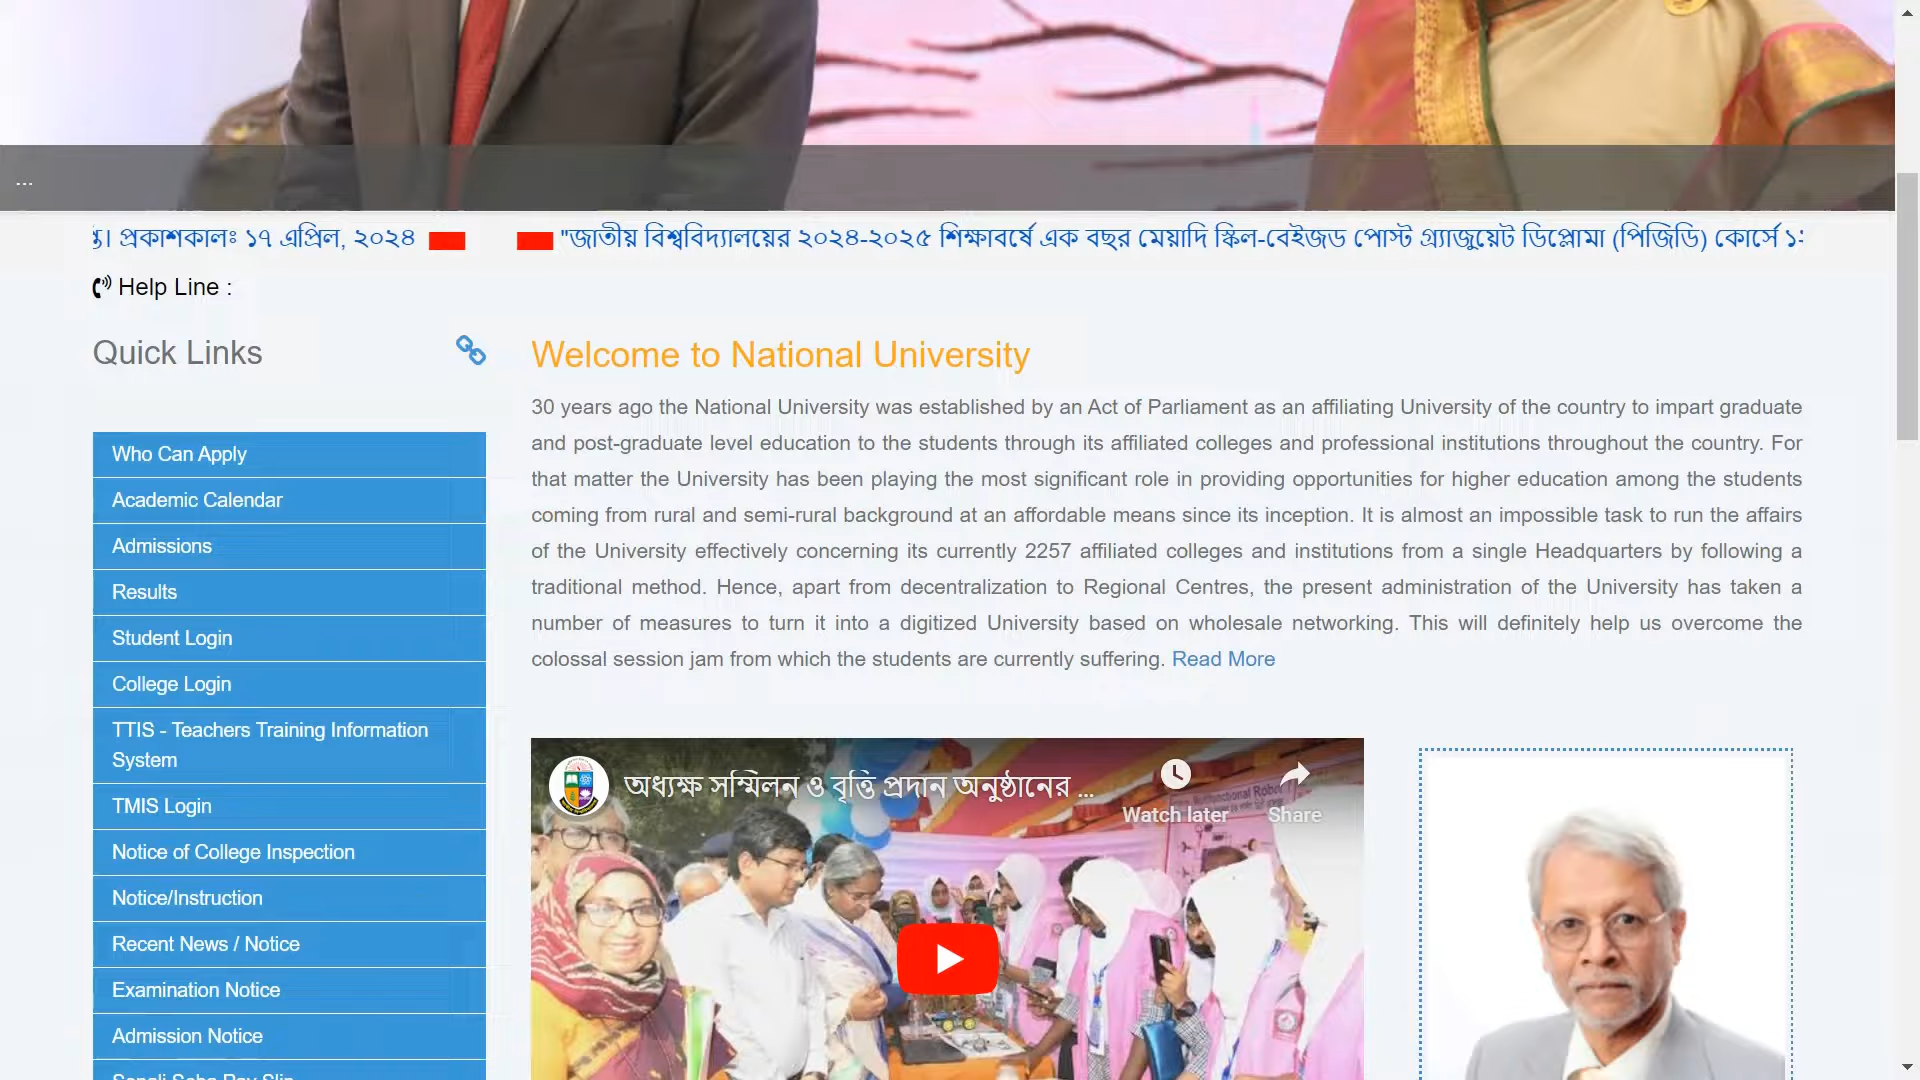 ...
প্রকাশকালঃ ১৭ এপ্রিল, ২০২৪ "জাতীয় বিশ্ববিদ্যালয়ের ২০২৪-২০২৫ শিক্ষাবর্ষে এক বছর মেয়াদি স্কিল-বেইজড পোস্ট গ্র্যাজুয়েট ডিপ্লোমা (পিজিডি) কোর্সে
Help Line :
Quick Links
Who Can Apply
Academic Calendar
Admissions
Results
Student Login
College Login
TTIS - Teachers Training Information
System
TMIS Login
Notice of College Inspection
Notice/Instruction
Recent News / Notice
Examination Notice
Admission Notice
Welcome to National University
30 years ago the National University was established by an Act of Parliament as an affiliating University of the country to impart graduate
and post-graduate level education to the students through its affiliated colleges and professional institutions throughout the country. For
that matter the University has been playing the most significant role in providing opportunities for higher education among the students
coming from rural and semi-rural background at an affordable means since its inception. It is almost an impossible task to run the affairs
of the University effectively concerning its currently 2257 affiliated colleges and institutions from a single Headquarters by following a
traditional method. Hence, apart from decentralization to Regional Centres, the present administration of the University has taken a
number of measures to turn it into a digitized University based on wholesale networking. This will definitely help us overcome the
colossal session jam from which the students are currently suffering. Read More
অধ্যক্ষ সম্মিলন ও বৃত্তি প্রদান অনুষ্ঠানের ...
Watch later
Share